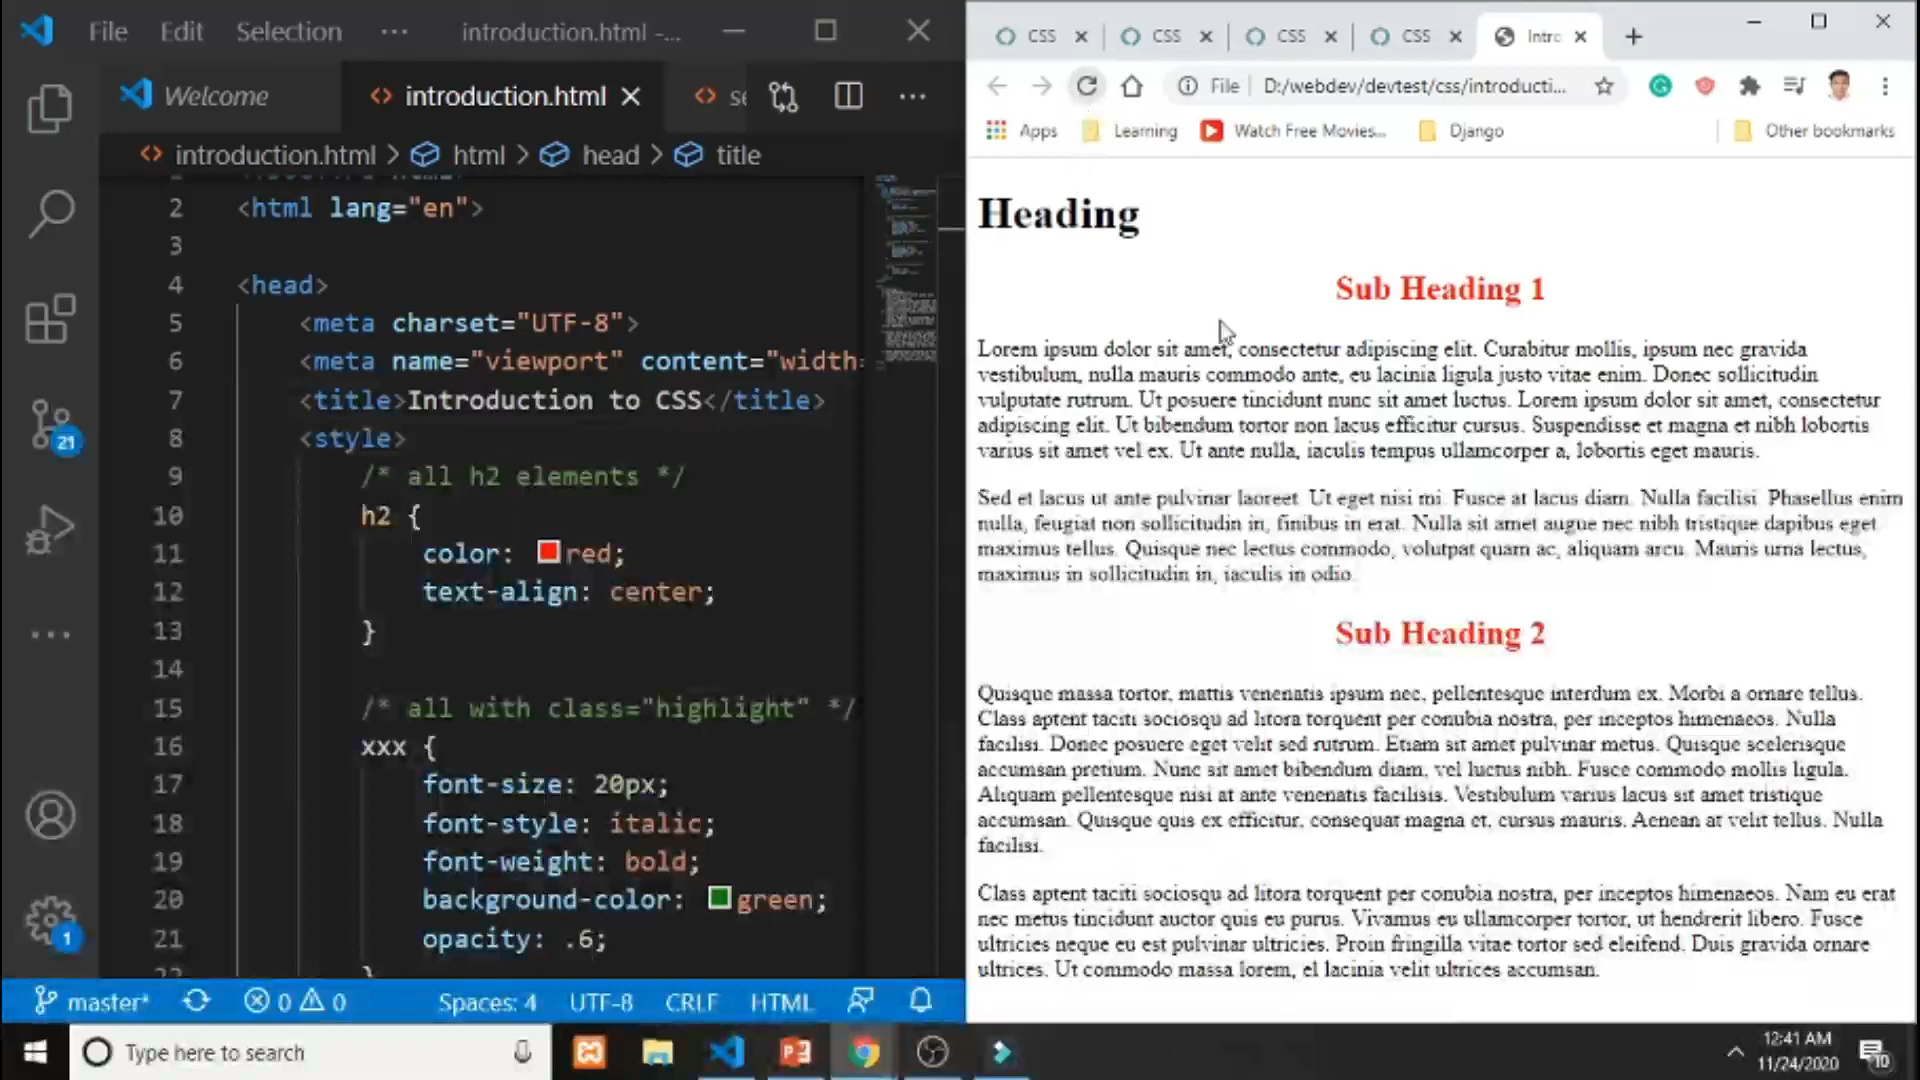 File Edit Selection ... introduction.html -...
Welcome introduction.html
introduction.html > html > head > title
2 <html lang="en">
3
4 <head>
5 <meta charset="UTF-8">
6 <meta name="viewport" content="width=
7 <title>Introduction to CSS</title>
8 <style>
9 /* all h2 elements */
10 h2 {
11 color: red;
12 text-align: center;
13 }
14
15 /* all with class="highlight" */
16 xxx {
17 font-size: 20px;
18 font-style: italic;
19 font-weight: bold;
20 background-color: green;
21 opacity: .6;
21
1
master* 0 0 Spaces: 4 UTF-8 CRLF HTML
CSS CSS CSS CSS Intro
File D:/webdev/devtest/css/introducti...
Apps Learning Watch Free Movies... Django Other bookmarks
Heading
Sub Heading 1
Lorem ipsum dolor sit amet, consectetur adipiscing elit. Curabitur mollis, ipsum nec gravida
vestibulum, nulla mauris commodo ante, eu lacinia ligula justo vitae enim. Donec sollicitudin
vulputate rutrum. Ut posuere tincidunt nunc sit amet luctus. Lorem ipsum dolor sit amet, consectetur
adipiscing elit. Ut bibendum tortor non lacus efficitur cursus. Suspendisse et magna et nibh lobortis
varius sit amet vel ex. Ut ante nulla, iaculis tempus ullamcorper a, lobortis eget mauris.
Sed et lacus ut ante pulvinar laoreet. Ut eget nisi mi. Fusce at lacus diam. Nulla facilisi. Phasellus enim
nulla, feugiat non sollicitudin in, finibus in erat. Nulla sit amet augue nec nibh tristique dapibus eget
maximus tellus. Quisque nec lectus commodo, volutpat quam ac, aliquam arcu. Mauris urna lectus,
maximus in sollicitudin in, iaculis in odio.
Sub Heading 2
Quisque massa tortor, mattis venenatis ipsum nec, pellentesque interdum ex. Morbi a ornare tellus.
Class aptent taciti sociosqu ad litora torquent per conubia nostra, per inceptos himenaeos. Nulla
facilisi. Donec posuere eget velit sed rutrum. Etiam sit amet pulvinar metus. Quisque scelerisque
accumsan pretium. Nunc sit amet bibendum diam, vel luctus nibh. Fusce commodo mollis ligula.
Aliquam pellentesque nisi at ante venenatis facilisis. Vestibulum varius lacus sit amet tristique
accumsan. Quisque quis ex efficitur, consequat magna et, cursus mauris. Aenean at velit tellus. Nulla
facilisi.
Class aptent taciti sociosqu ad litora torquent per conubia nostra, per inceptos himenaeos. Nam eu erat
nec metus tincidunt auctor quis eu purus. Vivamus eu ullamcorper tortor, ut hendrerit libero. Fusce
ultricies neque eu est pulvinar ultricies. Proin fringilla vitae tortor sed eleifend. Duis gravida ornare
ultrices. Ut commodo massa lorem, el lacinia velit ultrices accumsan.
Type here to search
12:41 AM
11/24/2020
10